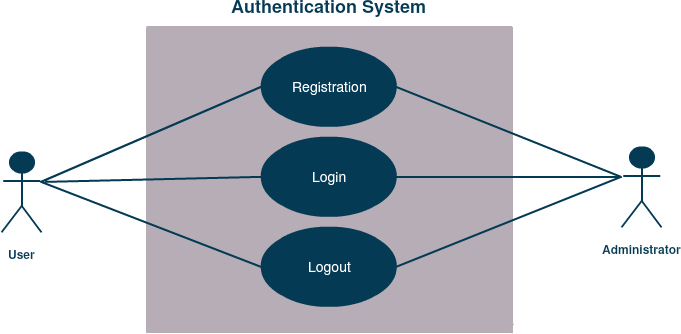 Authentication System
Registration
Login
Logout
User
Administrator